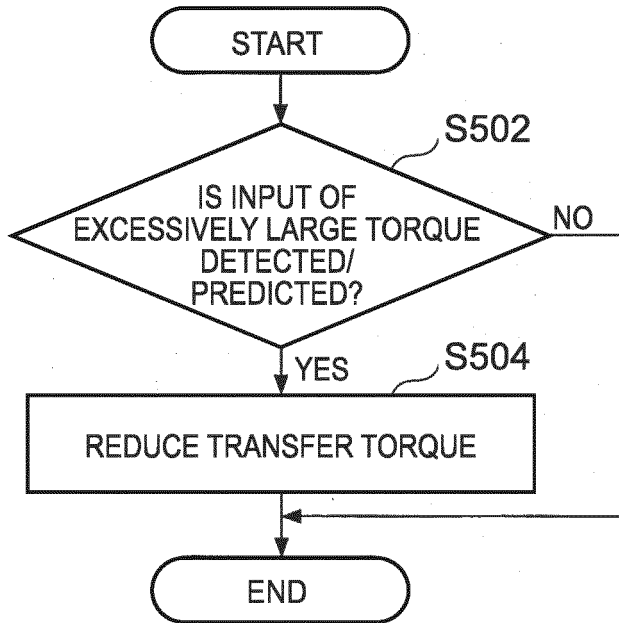 START
S502
IS INPUT OF
EXCESSIVELY LARGE TORQUE
DETECTED/
PREDICTED?
NO
YES
S504
REDUCE TRANSFER TORQUE
END